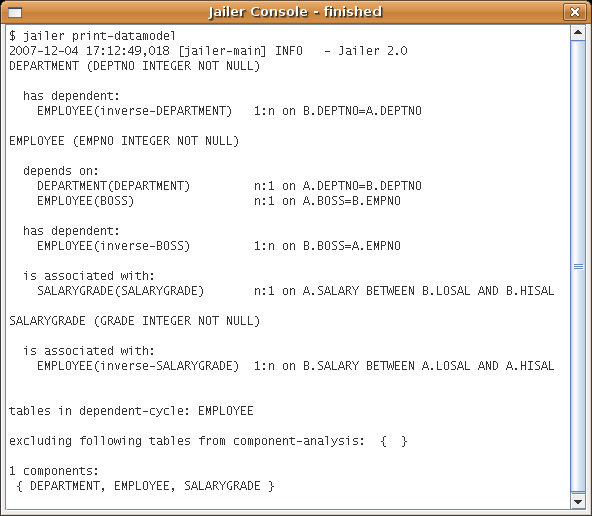 Jailer Console - finished
$ jailer print-datamodel
2007-12-04 17:12:49,018 [jailer-main] INFO   - Jailer 2.0
DEPARTMENT (DEPTNO INTEGER NOT NULL)
has dependent:
EMPLOYEE(inverse-DEPARTMENT)   1:n on B.DEPTNO=A.DEPTNO
EMPLOYEE (EMPNO INTEGER NOT NULL)
depends on:
DEPARTMENT(DEPARTMENT)         n:1 on A.DEPTNO=B.DEPTNO
EMPLOYEE(BOSS)                 n:1 on A.BOSS=B.EMPNO
has dependent:
EMPLOYEE(inverse-BOSS)         1:n on B.BOSS=A.EMPNO
is associated with:
SALARYGRADE(SALARYGRADE)       n:1 on A.SALARY BETWEEN B.LOSAL AND B.HISAL
SALARYGRADE (GRADE INTEGER NOT NULL)
is associated with:
EMPLOYEE(inverse-SALARYGRADE)  1:n on B.SALARY BETWEEN A.LOSAL AND A.HISAL
tables in dependent-cycle: EMPLOYEE
excluding following tables from component-analysis:  {  }
1 components:
{ DEPARTMENT, EMPLOYEE, SALARYGRADE }